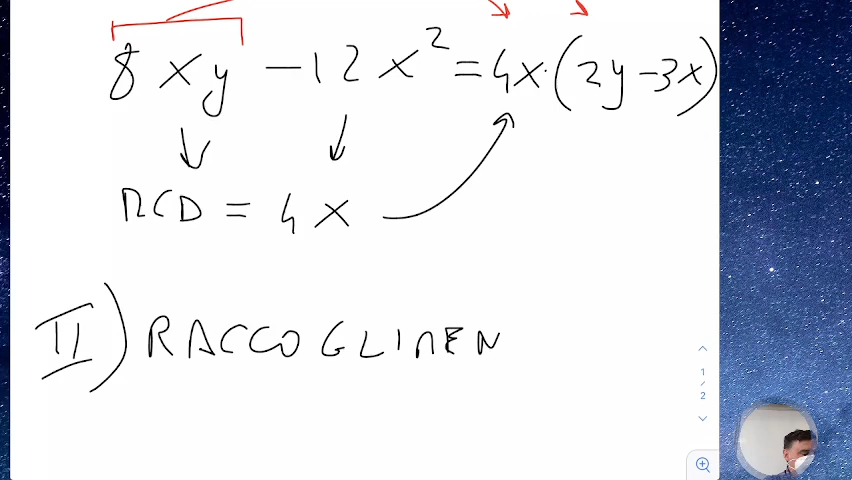 8xy - 12x² = 4x·(2y - 3x)
MCD = 4x
II) RACCOGLIMEN
1
/
2